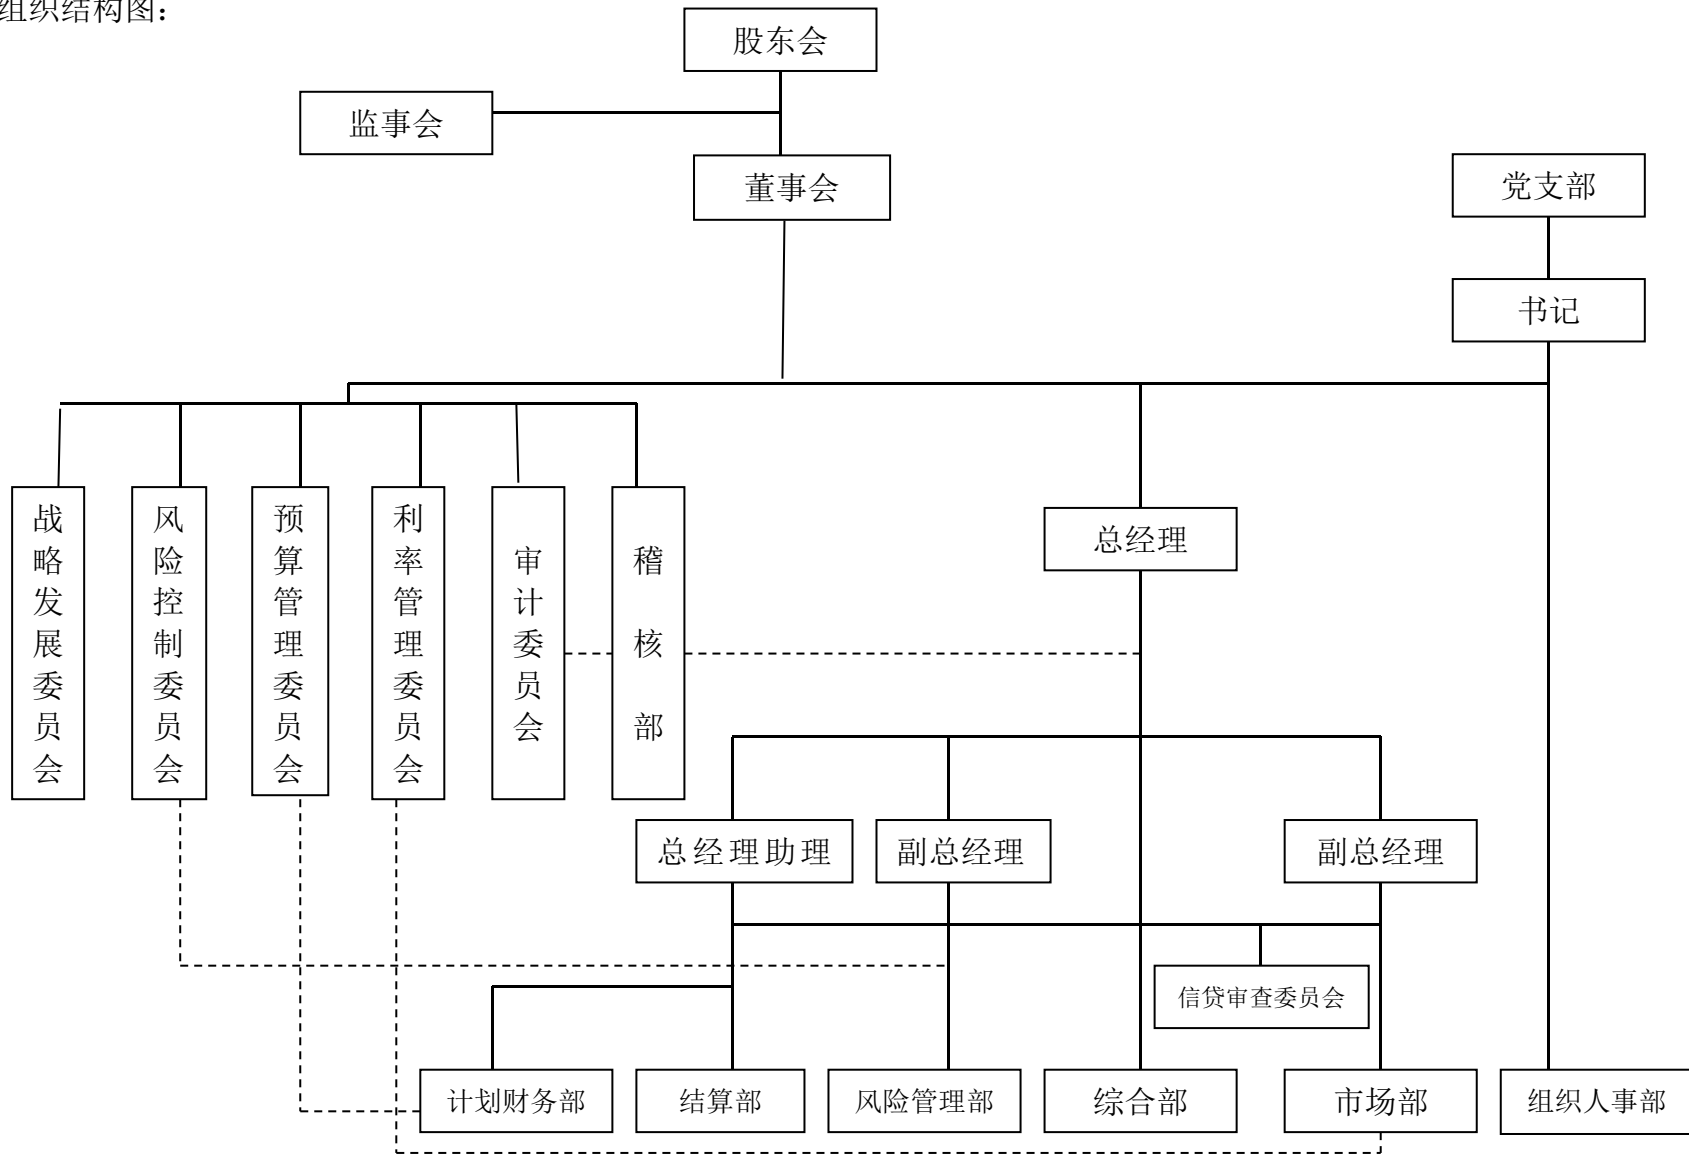 组织结构图：
股东会
监事会
董事会
党支部
书记
战略发展委员会
风险控制委员会
预算管理委员会
利率管理委员会
审计委员会
稽核部
总经理
总经理助理
副总经理
副总经理
信贷审查委员会
计划财务部
结算部
风险管理部
综合部
市场部
组织人事部